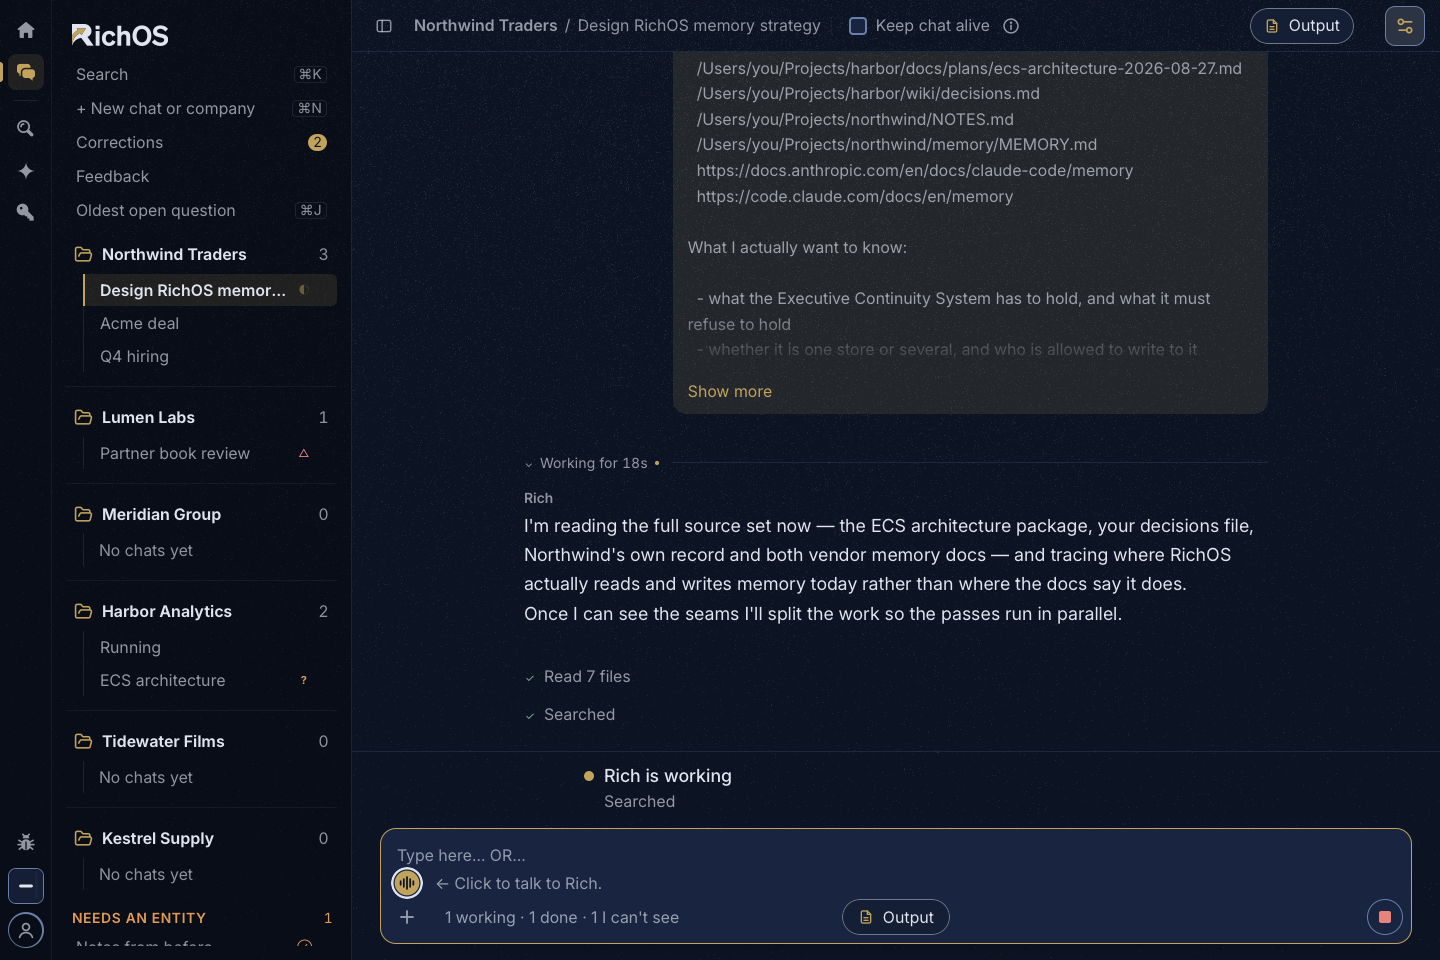 RichOS
Search ⌘K
+ New chat or company ⌘N
Corrections 2
Feedback
Oldest open question ⌘J
Northwind Traders 3
Design RichOS memor...
Acme deal
Q4 hiring
Lumen Labs 1
Partner book review
Meridian Group 0
No chats yet
Harbor Analytics 2
Running
ECS architecture ?
Tidewater Films 0
No chats yet
Kestrel Supply 0
No chats yet
NEEDS AN ENTITY 1
Notes from before
Northwind Traders / Design RichOS memory strategy
Keep chat alive
Output
/Users/you/Projects/harbor/docs/plans/ecs-architecture-2026-08-27.md
/Users/you/Projects/harbor/wiki/decisions.md
/Users/you/Projects/northwind/NOTES.md
/Users/you/Projects/northwind/memory/MEMORY.md
https://docs.anthropic.com/en/docs/claude-code/memory
https://code.claude.com/docs/en/memory
What I actually want to know:
- what the Executive Continuity System has to hold, and what it must
refuse to hold
- whether it is one store or several, and who is allowed to write to it
Show more
Working for 18s
Rich
I'm reading the full source set now — the ECS architecture package, your decisions file,
Northwind's own record and both vendor memory docs — and tracing where RichOS
actually reads and writes memory today rather than where the docs say it does.
Once I can see the seams I'll split the work so the passes run in parallel.
Read 7 files
Searched
Rich is working
Searched
Type here... OR...
← Click to talk to Rich.
1 working · 1 done · 1 I can't see
Output